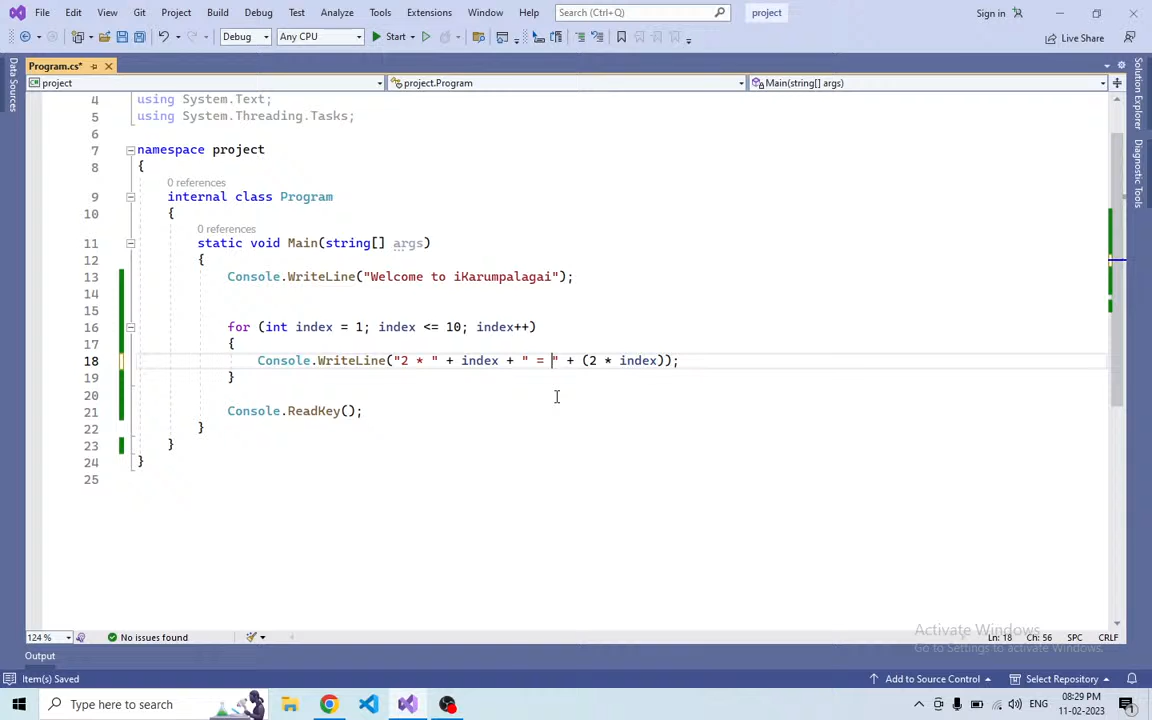 File Edit View Git Project Build Debug Test Analyze Tools Extensions Window Help Search (Ctrl+Q) project Sign in
Debug Any CPU Start Live Share
Program.cs*
project project.Program Main(string[] args)
Data Sources
Solution Explorer
Diagnostic Tools
4 using System.Text;
5 using System.Threading.Tasks;
6
7 namespace project
8 {
0 references
9 internal class Program
10 {
0 references
11 static void Main(string[] args)
12 {
13 Console.WriteLine("Welcome to iKarumpalagai");
14
15
16 for (int index = 1; index <= 10; index++)
17 {
18 Console.WriteLine("2 * " + index + " = " + (2 * index));
19 }
20
21 Console.ReadKey();
22 }
23 }
24 }
25
Activate Windows
Go to Settings to activate Windows.
124 % No issues found Ln: 18 Ch: 56 SPC CRLF
Output
Item(s) Saved Add to Source Control Select Repository
Type here to search ENG 08:29 PM
11-02-2023
1